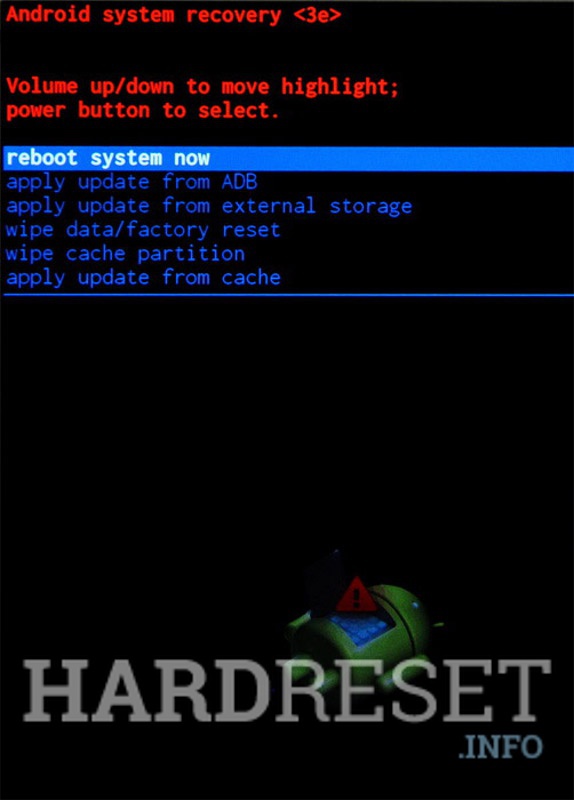 Android system recovery <3e>
Volume up/down to move highlight;
power button to select.
reboot system now
apply update from ADB
apply update from external storage
wipe data/factory reset
wipe cache partition
apply update from cache
HARDRESET
.INFO